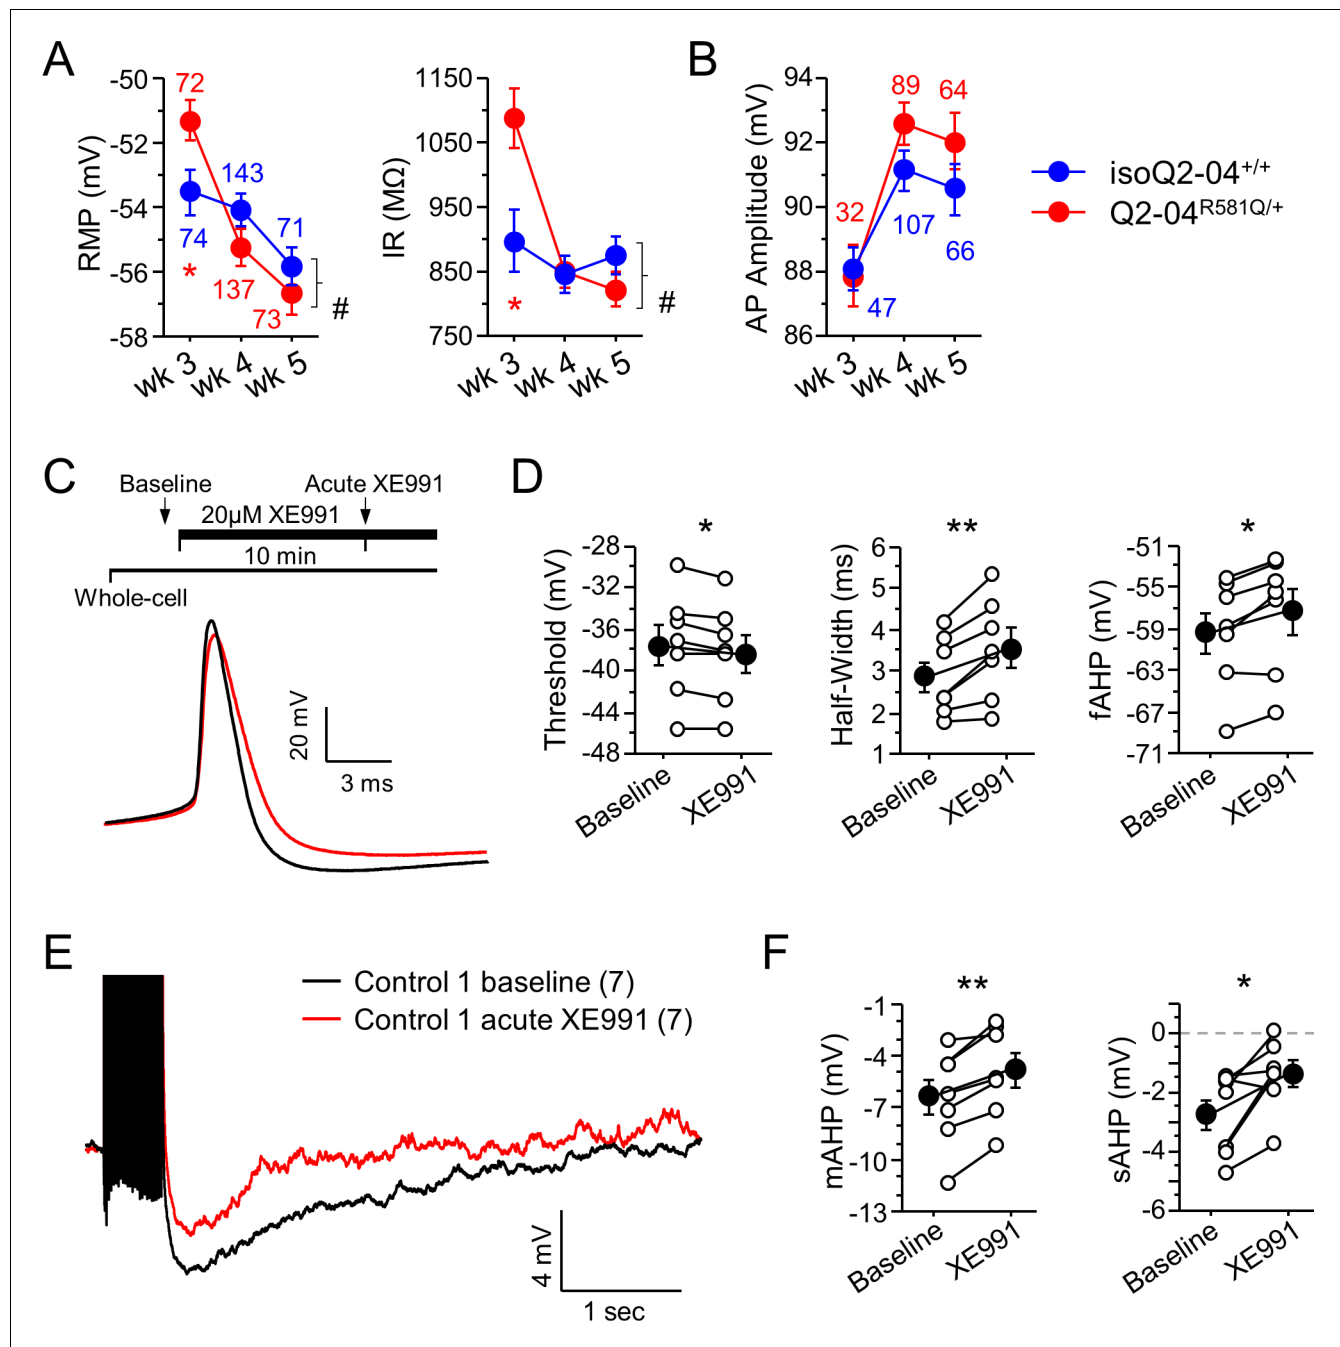 A
RMP (mV)
-50
-52
-54
-56
-58
72
143
74
71
*
137
73
#
wk 3
wk 4
wk 5
IR (MΩ)
1150
1050
950
850
750
*
#
wk 3
wk 4
wk 5
B
AP Amplitude (mV)
94
92
90
88
86
89
64
32
107
66
47
wk 3
wk 4
wk 5
isoQ2-04+/+
Q2-04R581Q/+
C
Baseline
Acute XE991
20µM XE991
10 min
Whole-cell
20 mV
3 ms
D
Threshold (mV)
*
-28
-32
-36
-40
-44
-48
Baseline
XE991
Half-Width (ms)
**
6
5
4
3
2
1
Baseline
XE991
fAHP (mV)
*
-51
-55
-59
-63
-67
-71
Baseline
XE991
E
Control 1 baseline (7)
Control 1 acute XE991 (7)
4 mV
1 sec
F
mAHP (mV)
**
-1
-4
-7
-10
-13
Baseline
XE991
sAHP (mV)
*
0
-2
-4
-6
Baseline
XE991